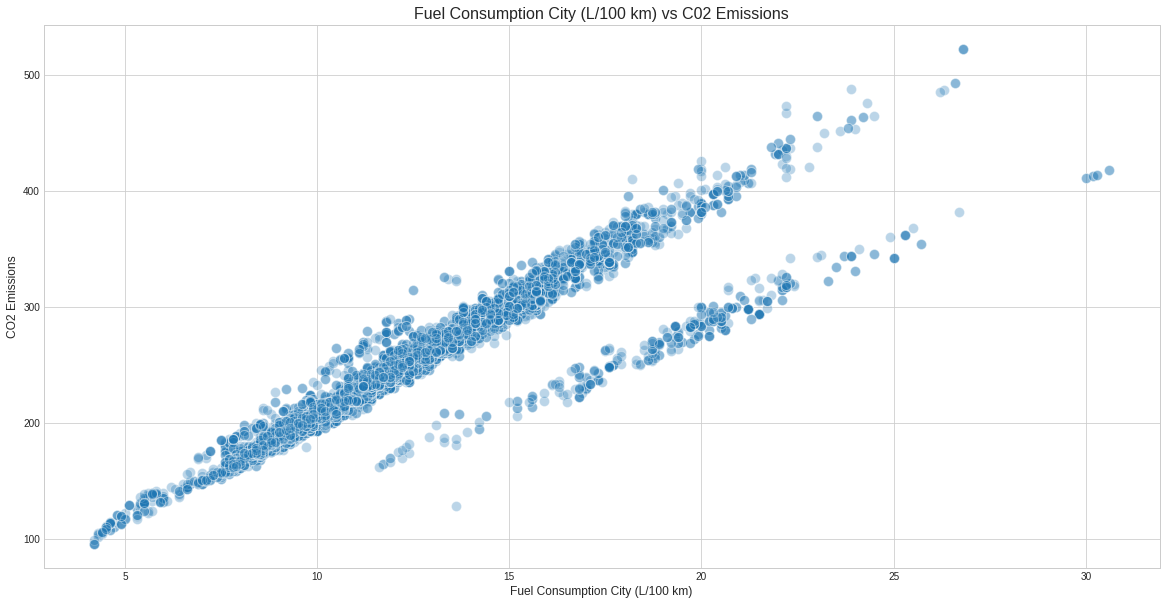 Fuel Consumption City (L/100 km) vs C02 Emissions
500
400
300
200
100
CO2 Emissions
5 10 15 20 25 30
Fuel Consumption City (L/100 km)